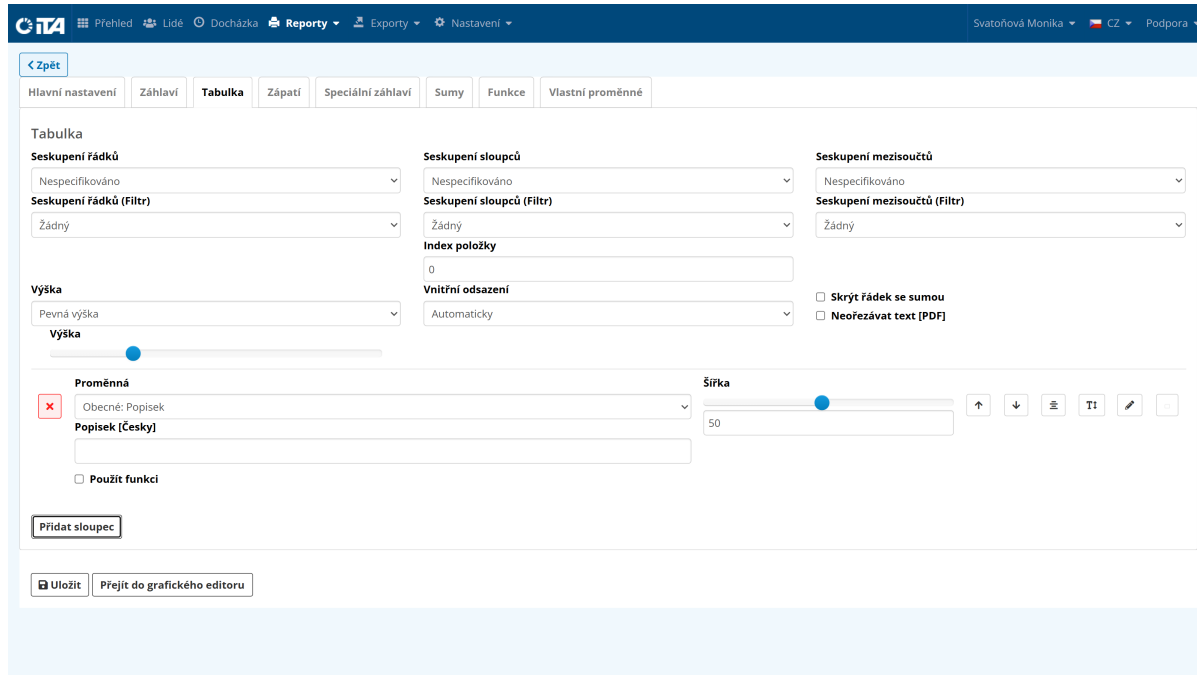 iTA Přehled Lidé Docházka Reporty Exporty Nastavení Svatoňová Monika CZ Podpora
Zpět
Hlavní nastavení Záhlaví Tabulka Zápatí Speciální záhlaví Sumy Funkce Vlastní proměnné
Tabulka
Seskupení řádků Seskupení sloupců Seskupení mezisoučtů
Nespecifikováno Nespecifikováno Nespecifikováno
Seskupení řádků (Filtr) Seskupení sloupců (Filtr) Seskupení mezisoučtů (Filtr)
Žádný Žádný Žádný
Index položky
0
Výška Vnitřní odsazení
Skrýt řádek se sumou
Pevná výška Automaticky
Neořezávat text [PDF]
Výška
Proměnná Šířka
Obecné: Popisek
50
Popisek [Česky]
Použít funkci
Přidat sloupec
Uložit Přejít do grafického editoru